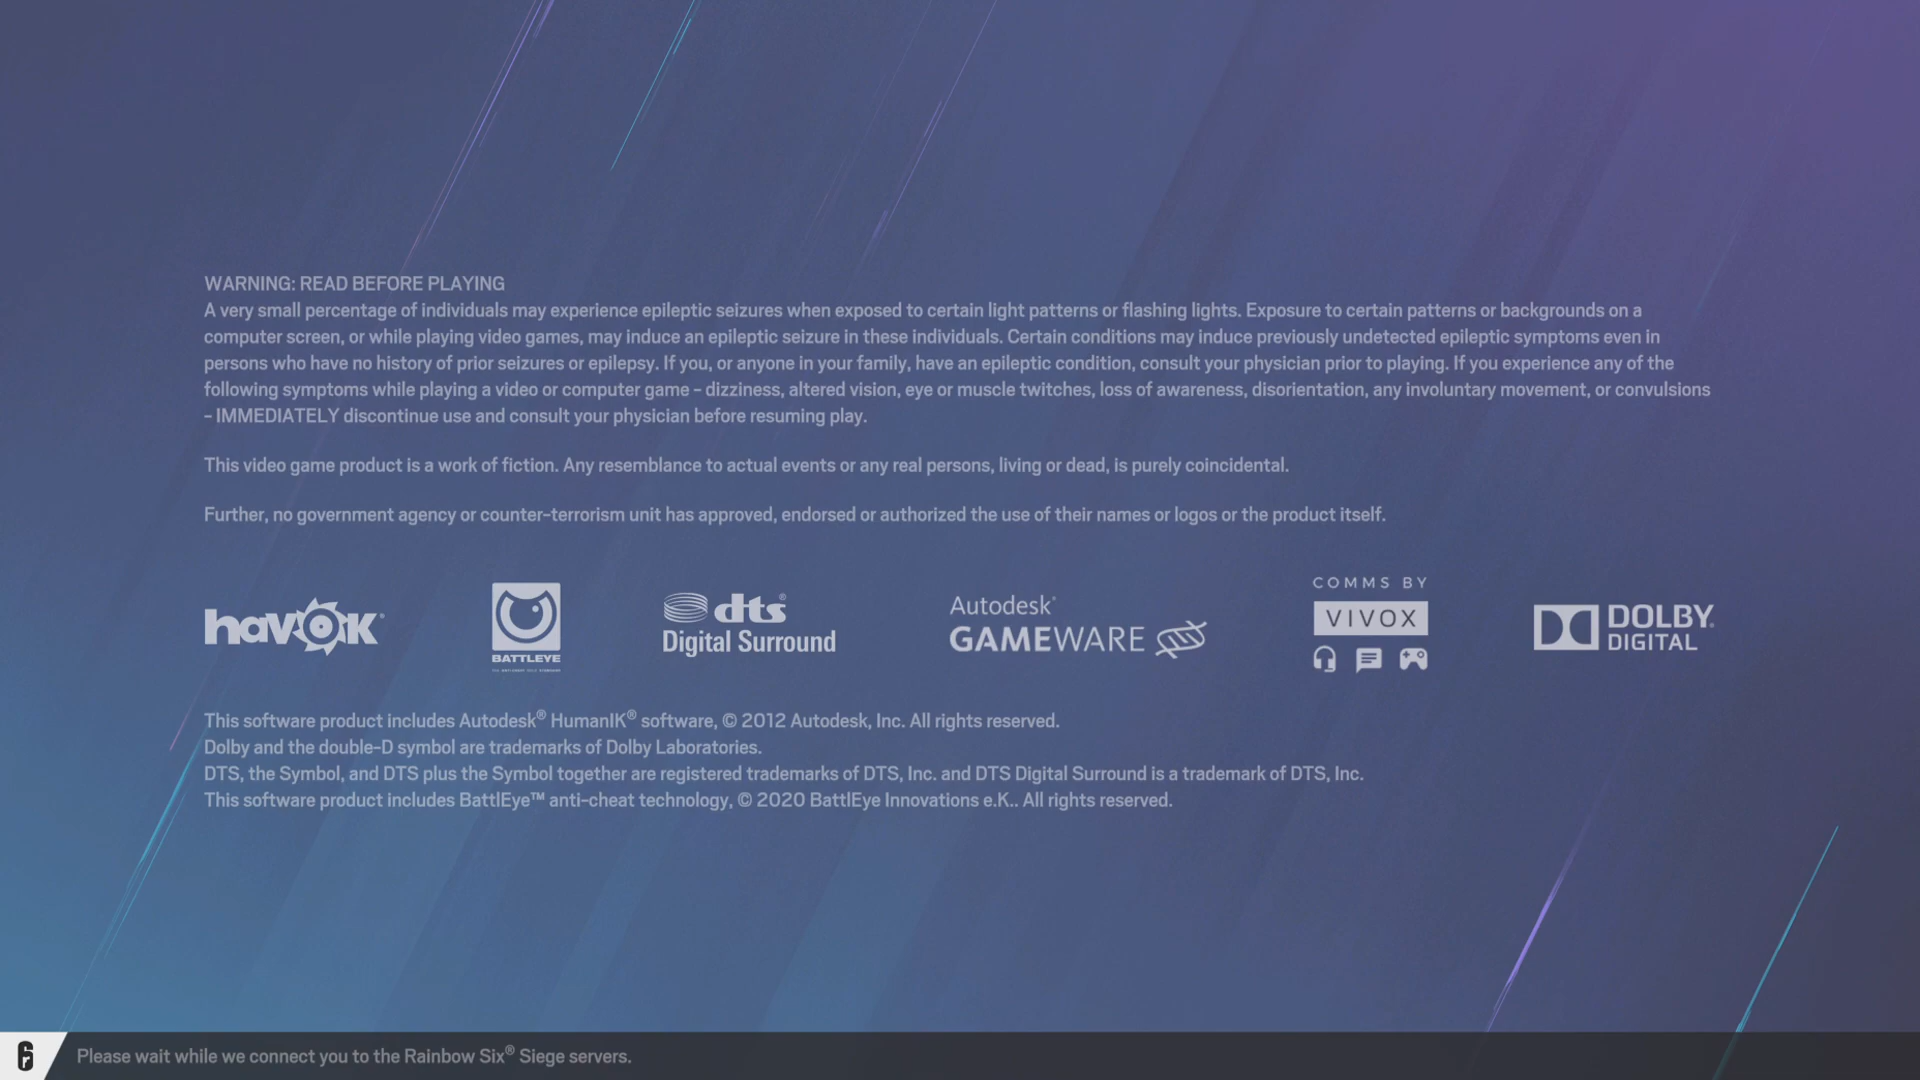 WARNING: READ BEFORE PLAYING
A very small percentage of individuals may experience epileptic seizures when exposed to certain light patterns or flashing lights. Exposure to certain patterns or backgrounds on a
computer screen, or while playing video games, may induce an epileptic seizure in these individuals. Certain conditions may induce previously undetected epileptic symptoms even in
persons who have no history of prior seizures or epilepsy. If you, or anyone in your family, have an epileptic condition, consult your physician prior to playing. If you experience any of the
following symptoms while playing a video or computer game - dizziness, altered vision, eye or muscle twitches, loss of awareness, disorientation, any involuntary movement, or convulsions
- IMMEDIATELY discontinue use and consult your physician before resuming play.
This video game product is a work of fiction. Any resemblance to actual events or any real persons, living or dead, is purely coincidental.
Further, no government agency or counter-terrorism unit has approved, endorsed or authorized the use of their names or logos or the product itself.
havok®
BATTLEYE
dts®
Digital Surround
Autodesk®
GAMEWARE
COMMS BY
VIVOX
DOLBY®
DIGITAL
This software product includes Autodesk® HumanIK® software, © 2012 Autodesk, Inc. All rights reserved.
Dolby and the double-D symbol are trademarks of Dolby Laboratories.
DTS, the Symbol, and DTS plus the Symbol together are registered trademarks of DTS, Inc. and DTS Digital Surround is a trademark of DTS, Inc.
This software product includes BattlEye™ anti-cheat technology, © 2020 BattlEye Innovations e.K.. All rights reserved.
6
Please wait while we connect you to the Rainbow Six® Siege servers.